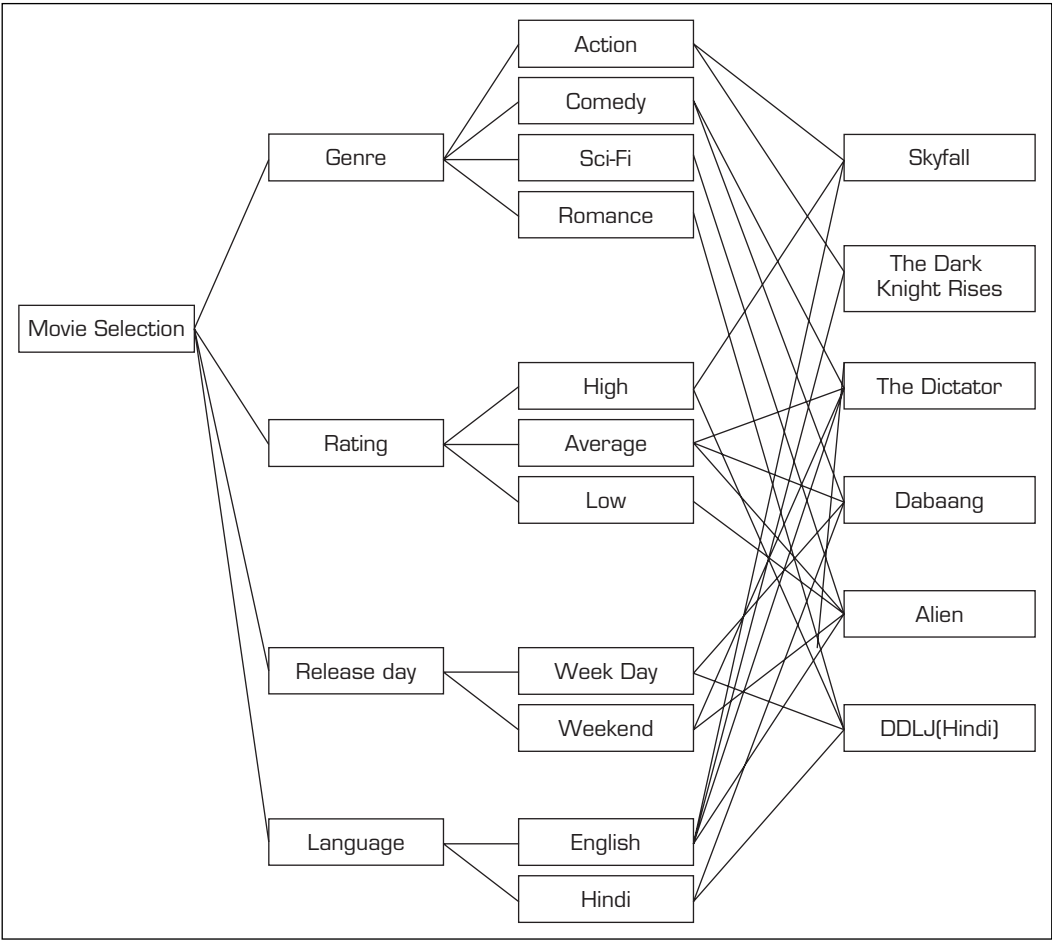 Movie Selection
Genre
Rating
Release day
Language
Action
Comedy
Sci-Fi
Romance
High
Average
Low
Week Day
Weekend
English
Hindi
Skyfall
The Dark
Knight Rises
The Dictator
Dabaang
Alien
DDLJ(Hindi)